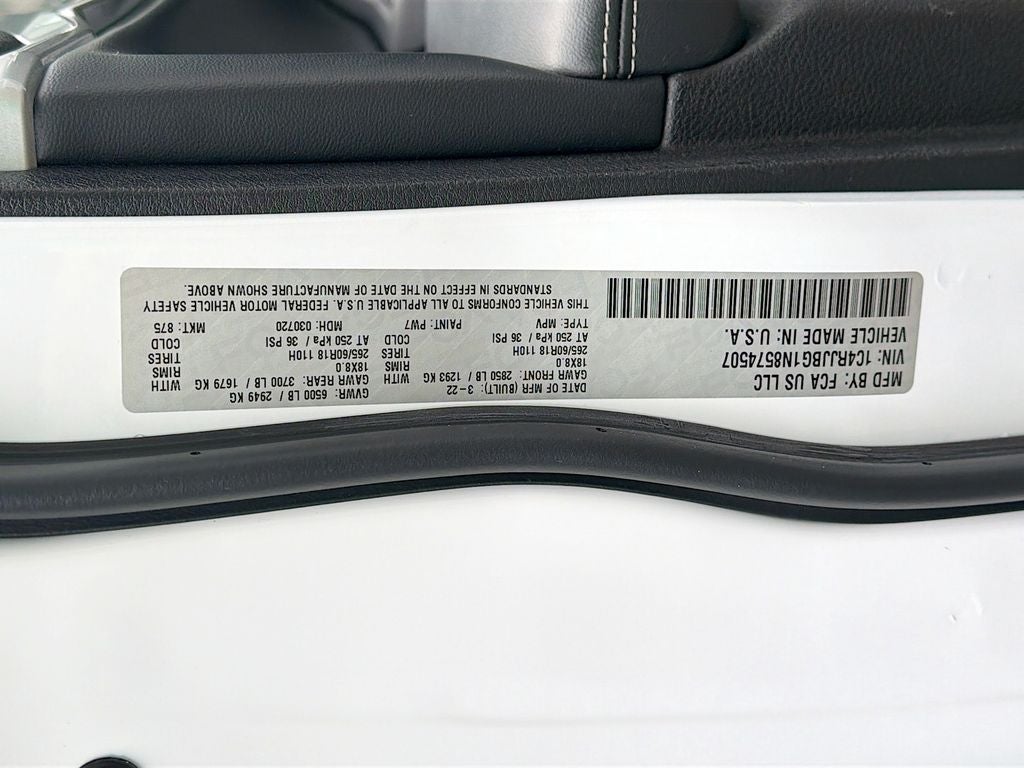 MFD BY: FCA US LLC
VIN: 1C4RJJBG1N8574507
VEHICLE MADE IN: U.S.A.
DATE OF MFR (BUILT): 3-22 GVWR: 6500 LB / 2949 KG
GAWR FRONT: 2850 LB / 1293 KG WITH GAWR REAR: 3700 LB / 1679 KG WITH
18X8.0 RIMS 18X8.0 RIMS
265/60R18 110H TIRES 265/60R18 110H TIRES
AT 250 kPa / 36 PSI COLD AT 250 kPa / 36 PSI COLD
TYPE: MPV PAINT: PW7 MDH: 030720 MKT: 875
THIS VEHICLE CONFORMS TO ALL APPLICABLE U.S.A. FEDERAL MOTOR VEHICLE SAFETY
STANDARDS IN EFFECT ON THE DATE OF MANUFACTURE SHOWN ABOVE.